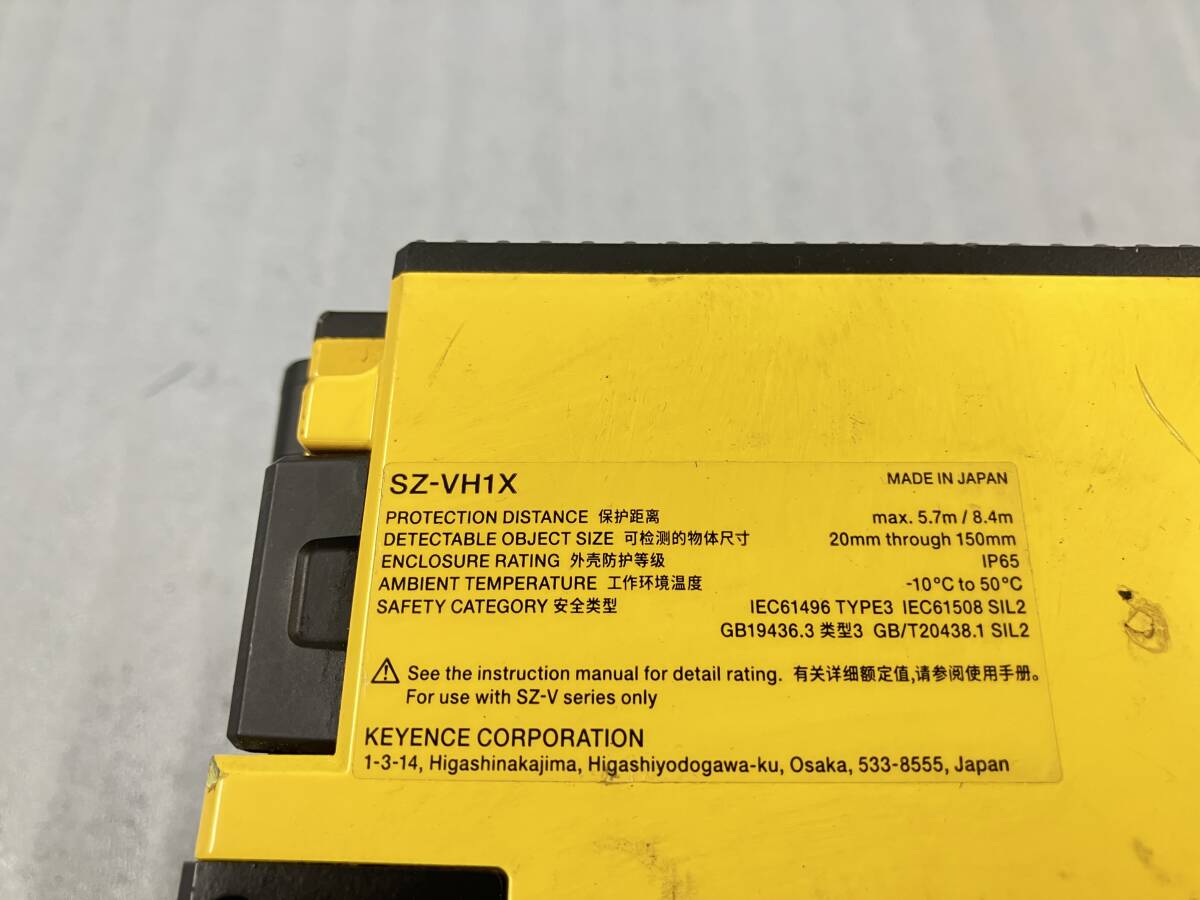 SZ-VH1X MADE IN JAPAN
PROTECTION DISTANCE 保护距离 max. 5.7m / 8.4m
DETECTABLE OBJECT SIZE 可检测的物体尺寸 20mm through 150mm
ENCLOSURE RATING 外壳防护等级 IP65
AMBIENT TEMPERATURE 工作环境温度 -10°C to 50°C
SAFETY CATEGORY 安全类型 IEC61496 TYPE3 IEC61508 SIL2
GB19436.3 类型3 GB/T20438.1 SIL2
See the instruction manual for detail rating. 有关详细额定值,请参阅使用手册。
For use with SZ-V series only
KEYENCE CORPORATION
1-3-14, Higashinakajima, Higashiyodogawa-ku, Osaka, 533-8555, Japan